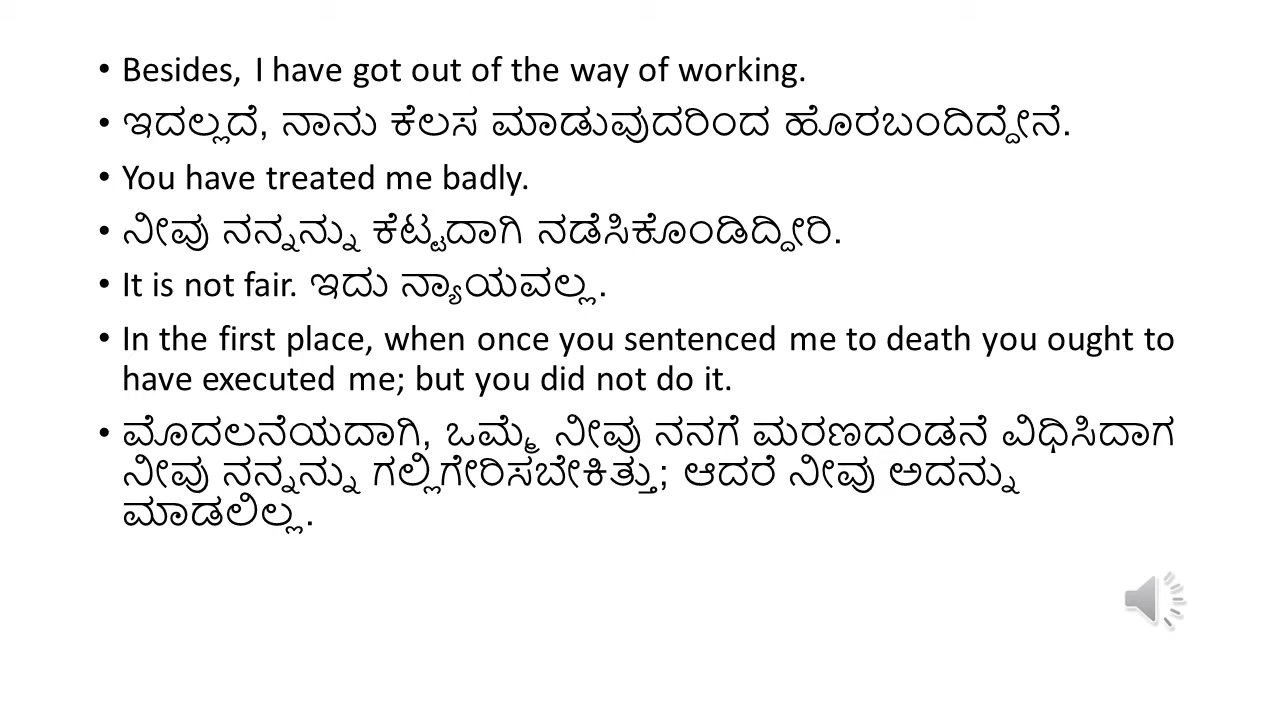 • Besides, I have got out of the way of working.
• ಇದಲ್ಲದೆ, ನಾನು ಕೆಲಸ ಮಾಡುವುದರಿಂದ ಹೊರಬಂದಿದ್ದೇನೆ.
• You have treated me badly.
• ನೀವು ನನ್ನನ್ನು ಕೆಟ್ಟದಾಗಿ ನಡೆಸಿಕೊಂಡಿದ್ದೀರಿ.
• It is not fair. ಇದು ನ್ಯಾಯವಲ್ಲ.
• In the first place, when once you sentenced me to death you ought to
have executed me; but you did not do it.
• ಮೊದಲನೆಯದಾಗಿ, ಒಮ್ಮೆ ನೀವು ನನಗೆ ಮರಣದಂಡನೆ ವಿಧಿಸಿದಾಗ
ನೀವು ನನ್ನನ್ನು ಗಲ್ಲಿಗೇರಿಸಬೇಕಿತ್ತು; ಆದರೆ ನೀವು ಅದನ್ನು
ಮಾಡಲಿಲ್ಲ.